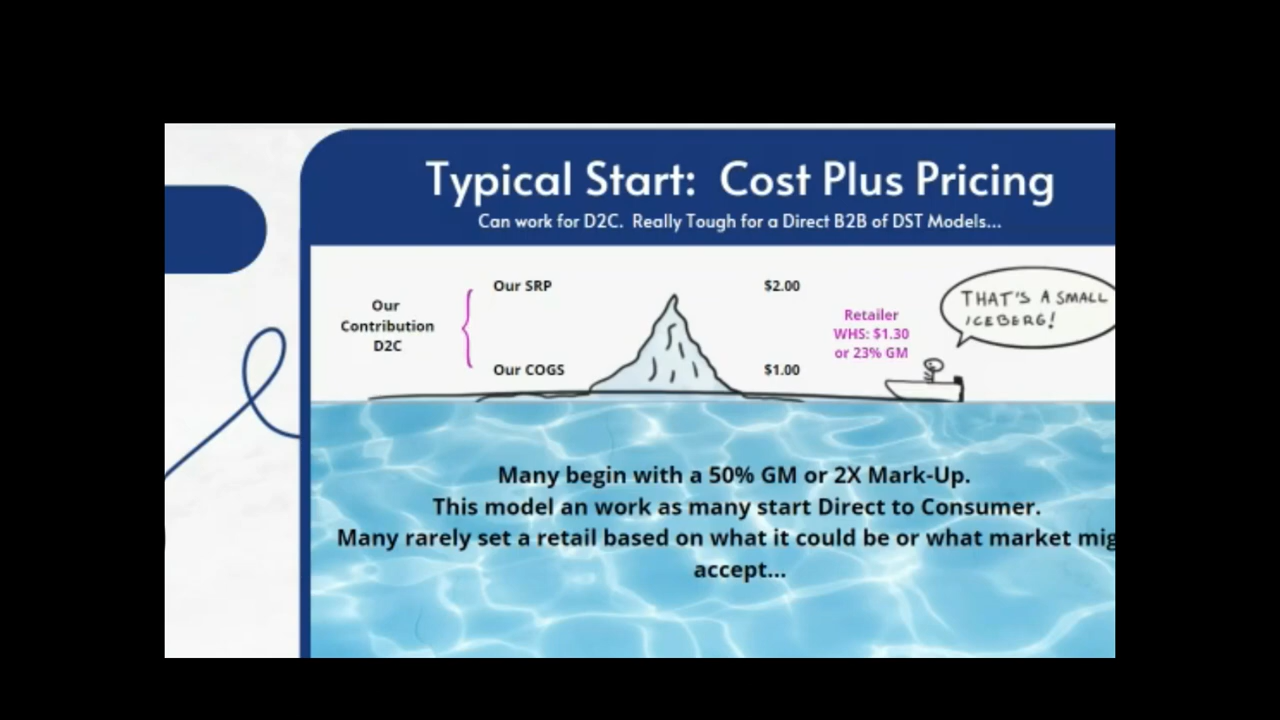 Typical Start: Cost Plus Pricing
Can work for D2C. Really Tough for a Direct B2B of DST Models...
Our SRP
$2.00
Our
Contribution
D2C
Retailer
WHS: $1.30
or 23% GM
THAT'S A SMALL
ICEBERG!
Our COGS
$1.00
Many begin with a 50% GM or 2X Mark-Up.
This model an work as many start Direct to Consumer.
Many rarely set a retail based on what it could be or what market mig
accept...